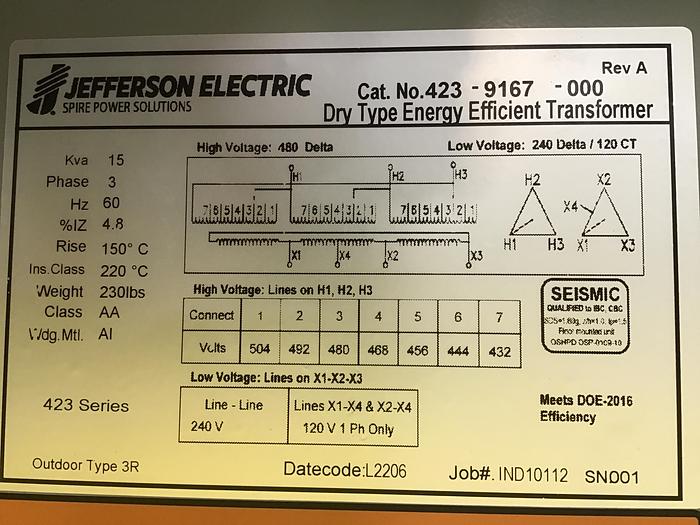 JEFFERSON ELECTRIC
SPIRE POWER SOLUTIONS
Rev A
Cat. No.423 - 9167 - 000
Dry Type Energy Efficient Transformer
Kva 15
Phase 3
Hz 60
%IZ 4.8
Rise 150° C
Ins.Class 220 °C
Weight 230lbs
Class AA
Wdg.Mtl. Al
High Voltage: 480 Delta
Low Voltage: 240 Delta / 120 CT
H1 H2 H3
7 6 5 4 3 2 1 7 6 5 4 3 2 1 7 6 5 4 3 2 1
X1 X4 X2 X3
H2 X2
X4
H1 H3 X1 X3
High Voltage: Lines on H1, H2, H3
Connect 1 2 3 4 5 6 7
Volts 504 492 480 468 456 444 432
SEISMIC
QUALIFIED to IBC, CBC
Floor mounted unit
Low Voltage: Lines on X1-X2-X3
Line - Line Lines X1-X4 & X2-X4
240 V 120 V 1 Ph Only
423 Series
Meets DOE-2016
Efficiency
Outdoor Type 3R
Datecode:L2206
Job#. IND10112 SN001